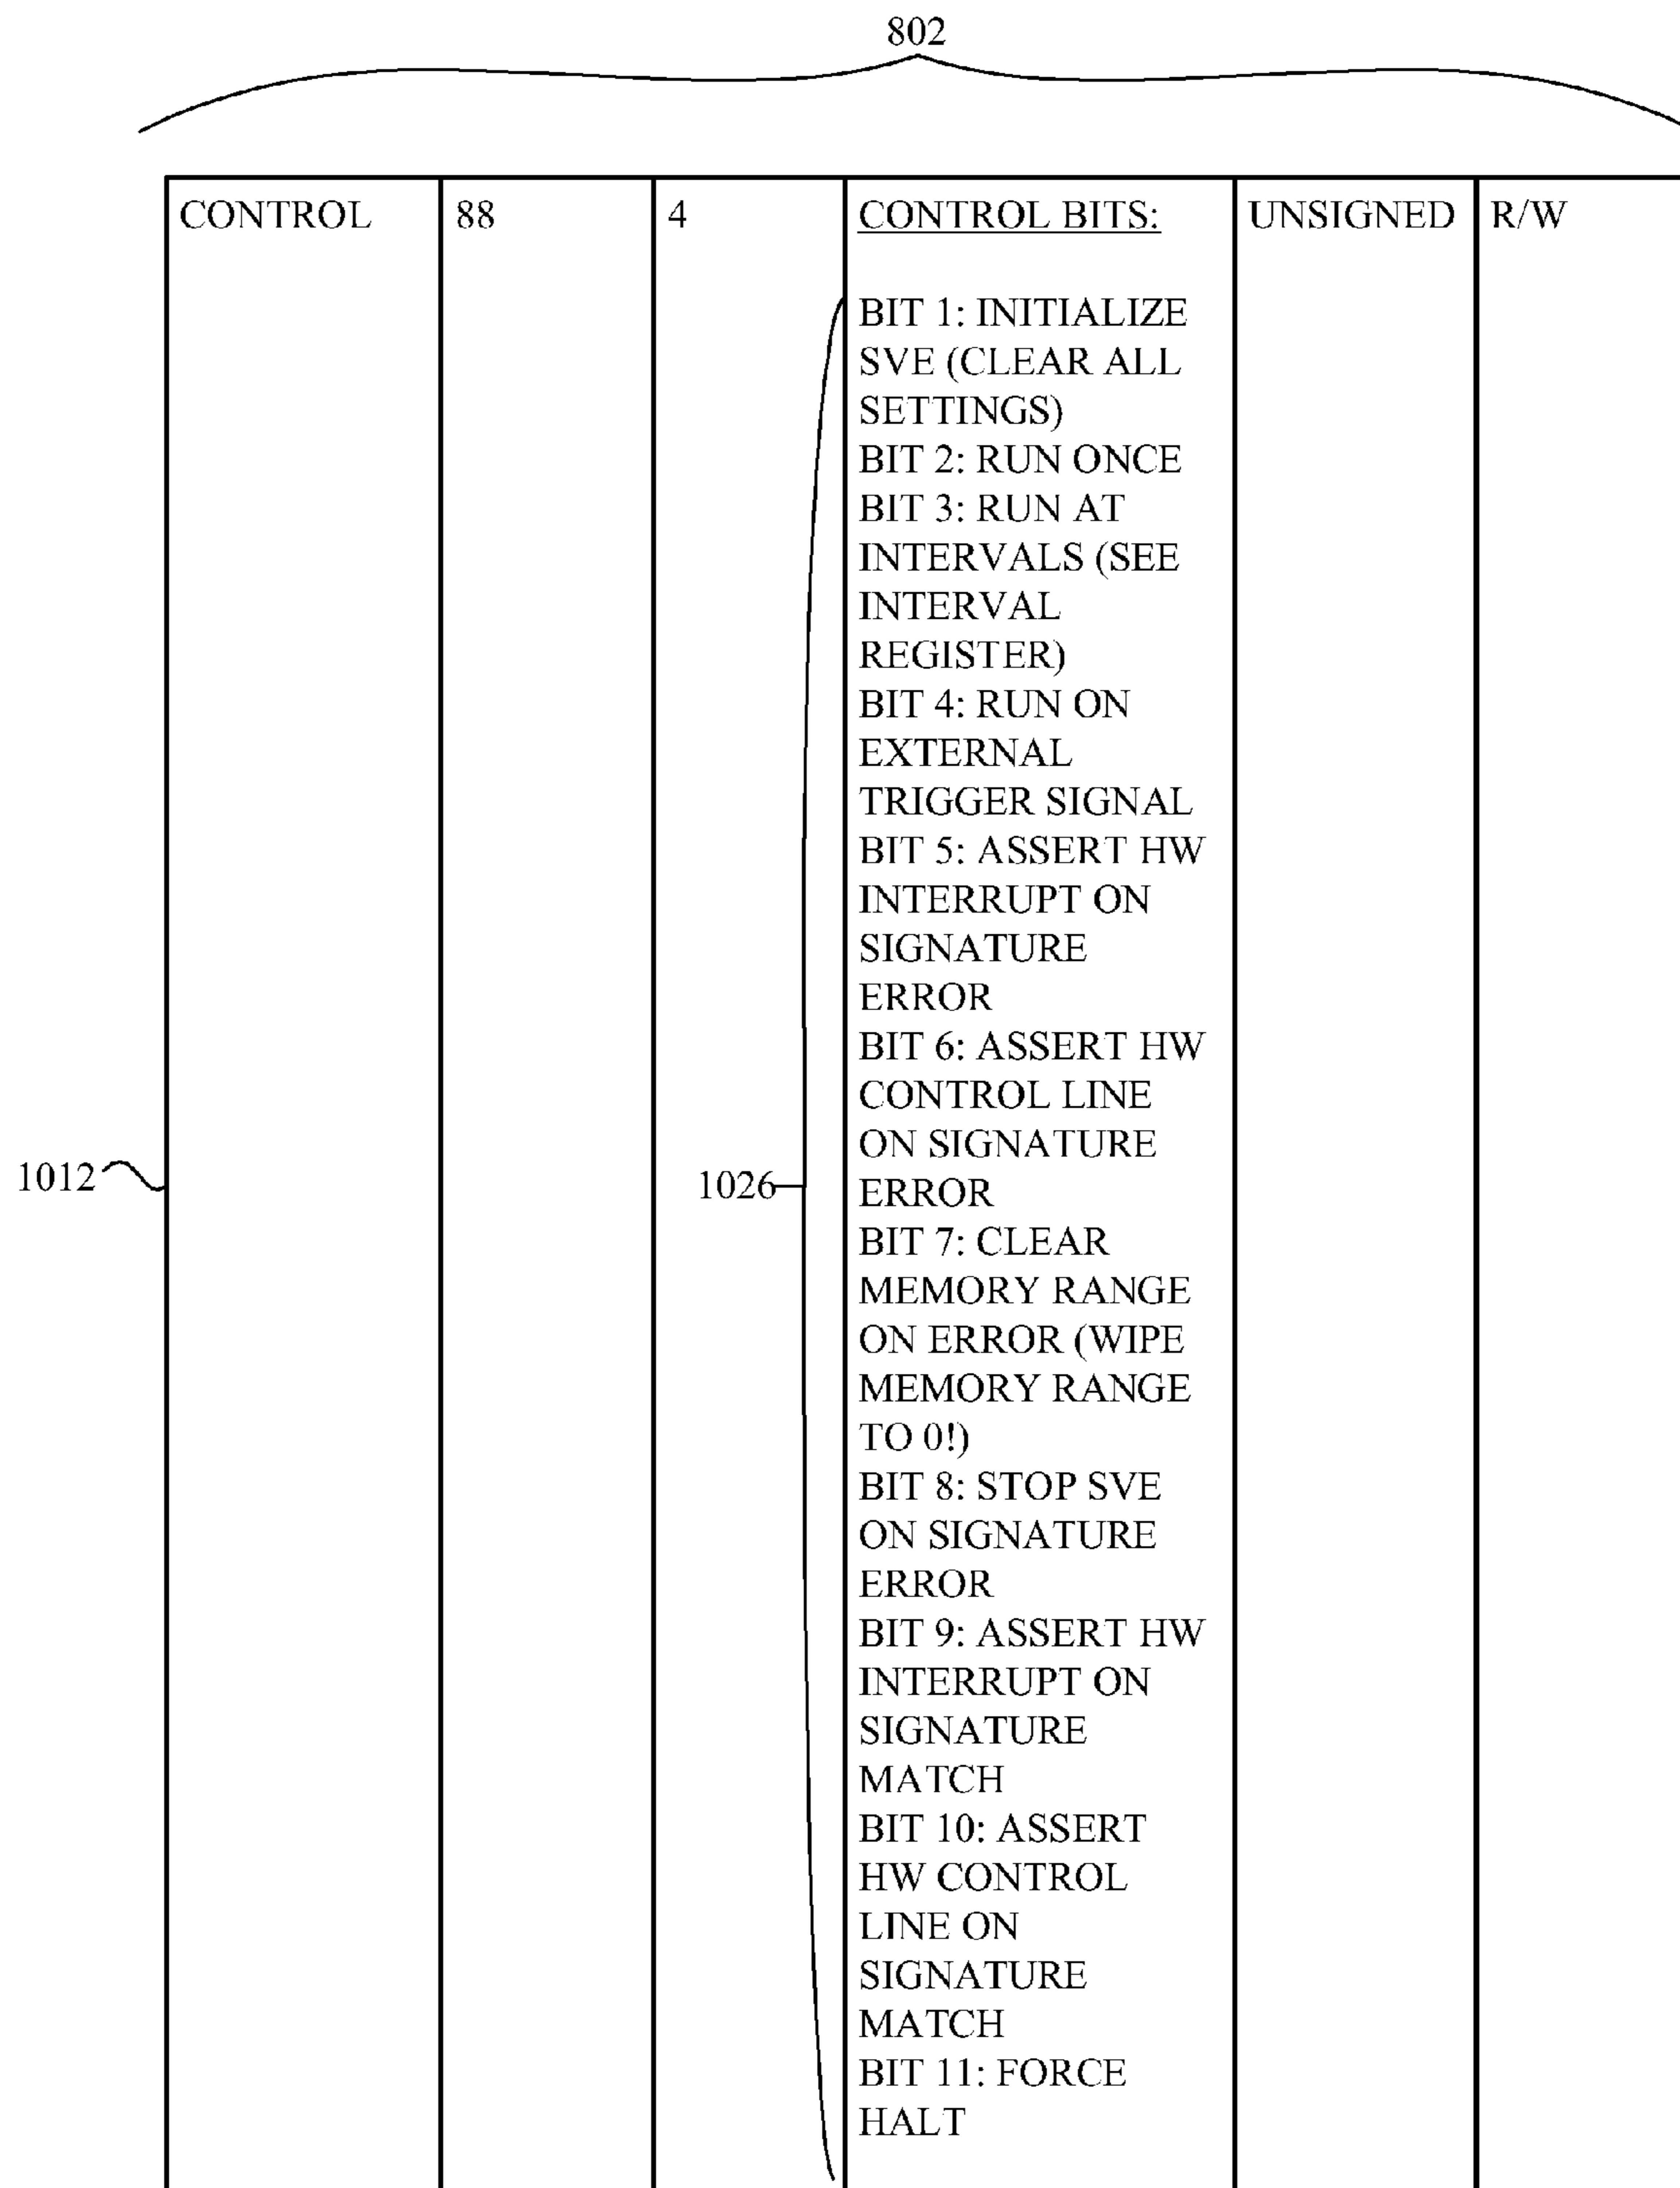 802
CONTROL 88 4 CONTROL BITS: UNSIGNED R/W
BIT 1: INITIALIZE
SVE (CLEAR ALL
SETTINGS)
BIT 2: RUN ONCE
BIT 3: RUN AT
INTERVALS (SEE
INTERVAL
REGISTER)
BIT 4: RUN ON
EXTERNAL
TRIGGER SIGNAL
BIT 5: ASSERT HW
INTERRUPT ON
SIGNATURE
ERROR
BIT 6: ASSERT HW
CONTROL LINE
ON SIGNATURE
ERROR
1012
1026
BIT 7: CLEAR
MEMORY RANGE
ON ERROR (WIPE
MEMORY RANGE
TO 0!)
BIT 8: STOP SVE
ON SIGNATURE
ERROR
BIT 9: ASSERT HW
INTERRUPT ON
SIGNATURE
MATCH
BIT 10: ASSERT
HW CONTROL
LINE ON
SIGNATURE
MATCH
BIT 11: FORCE
HALT